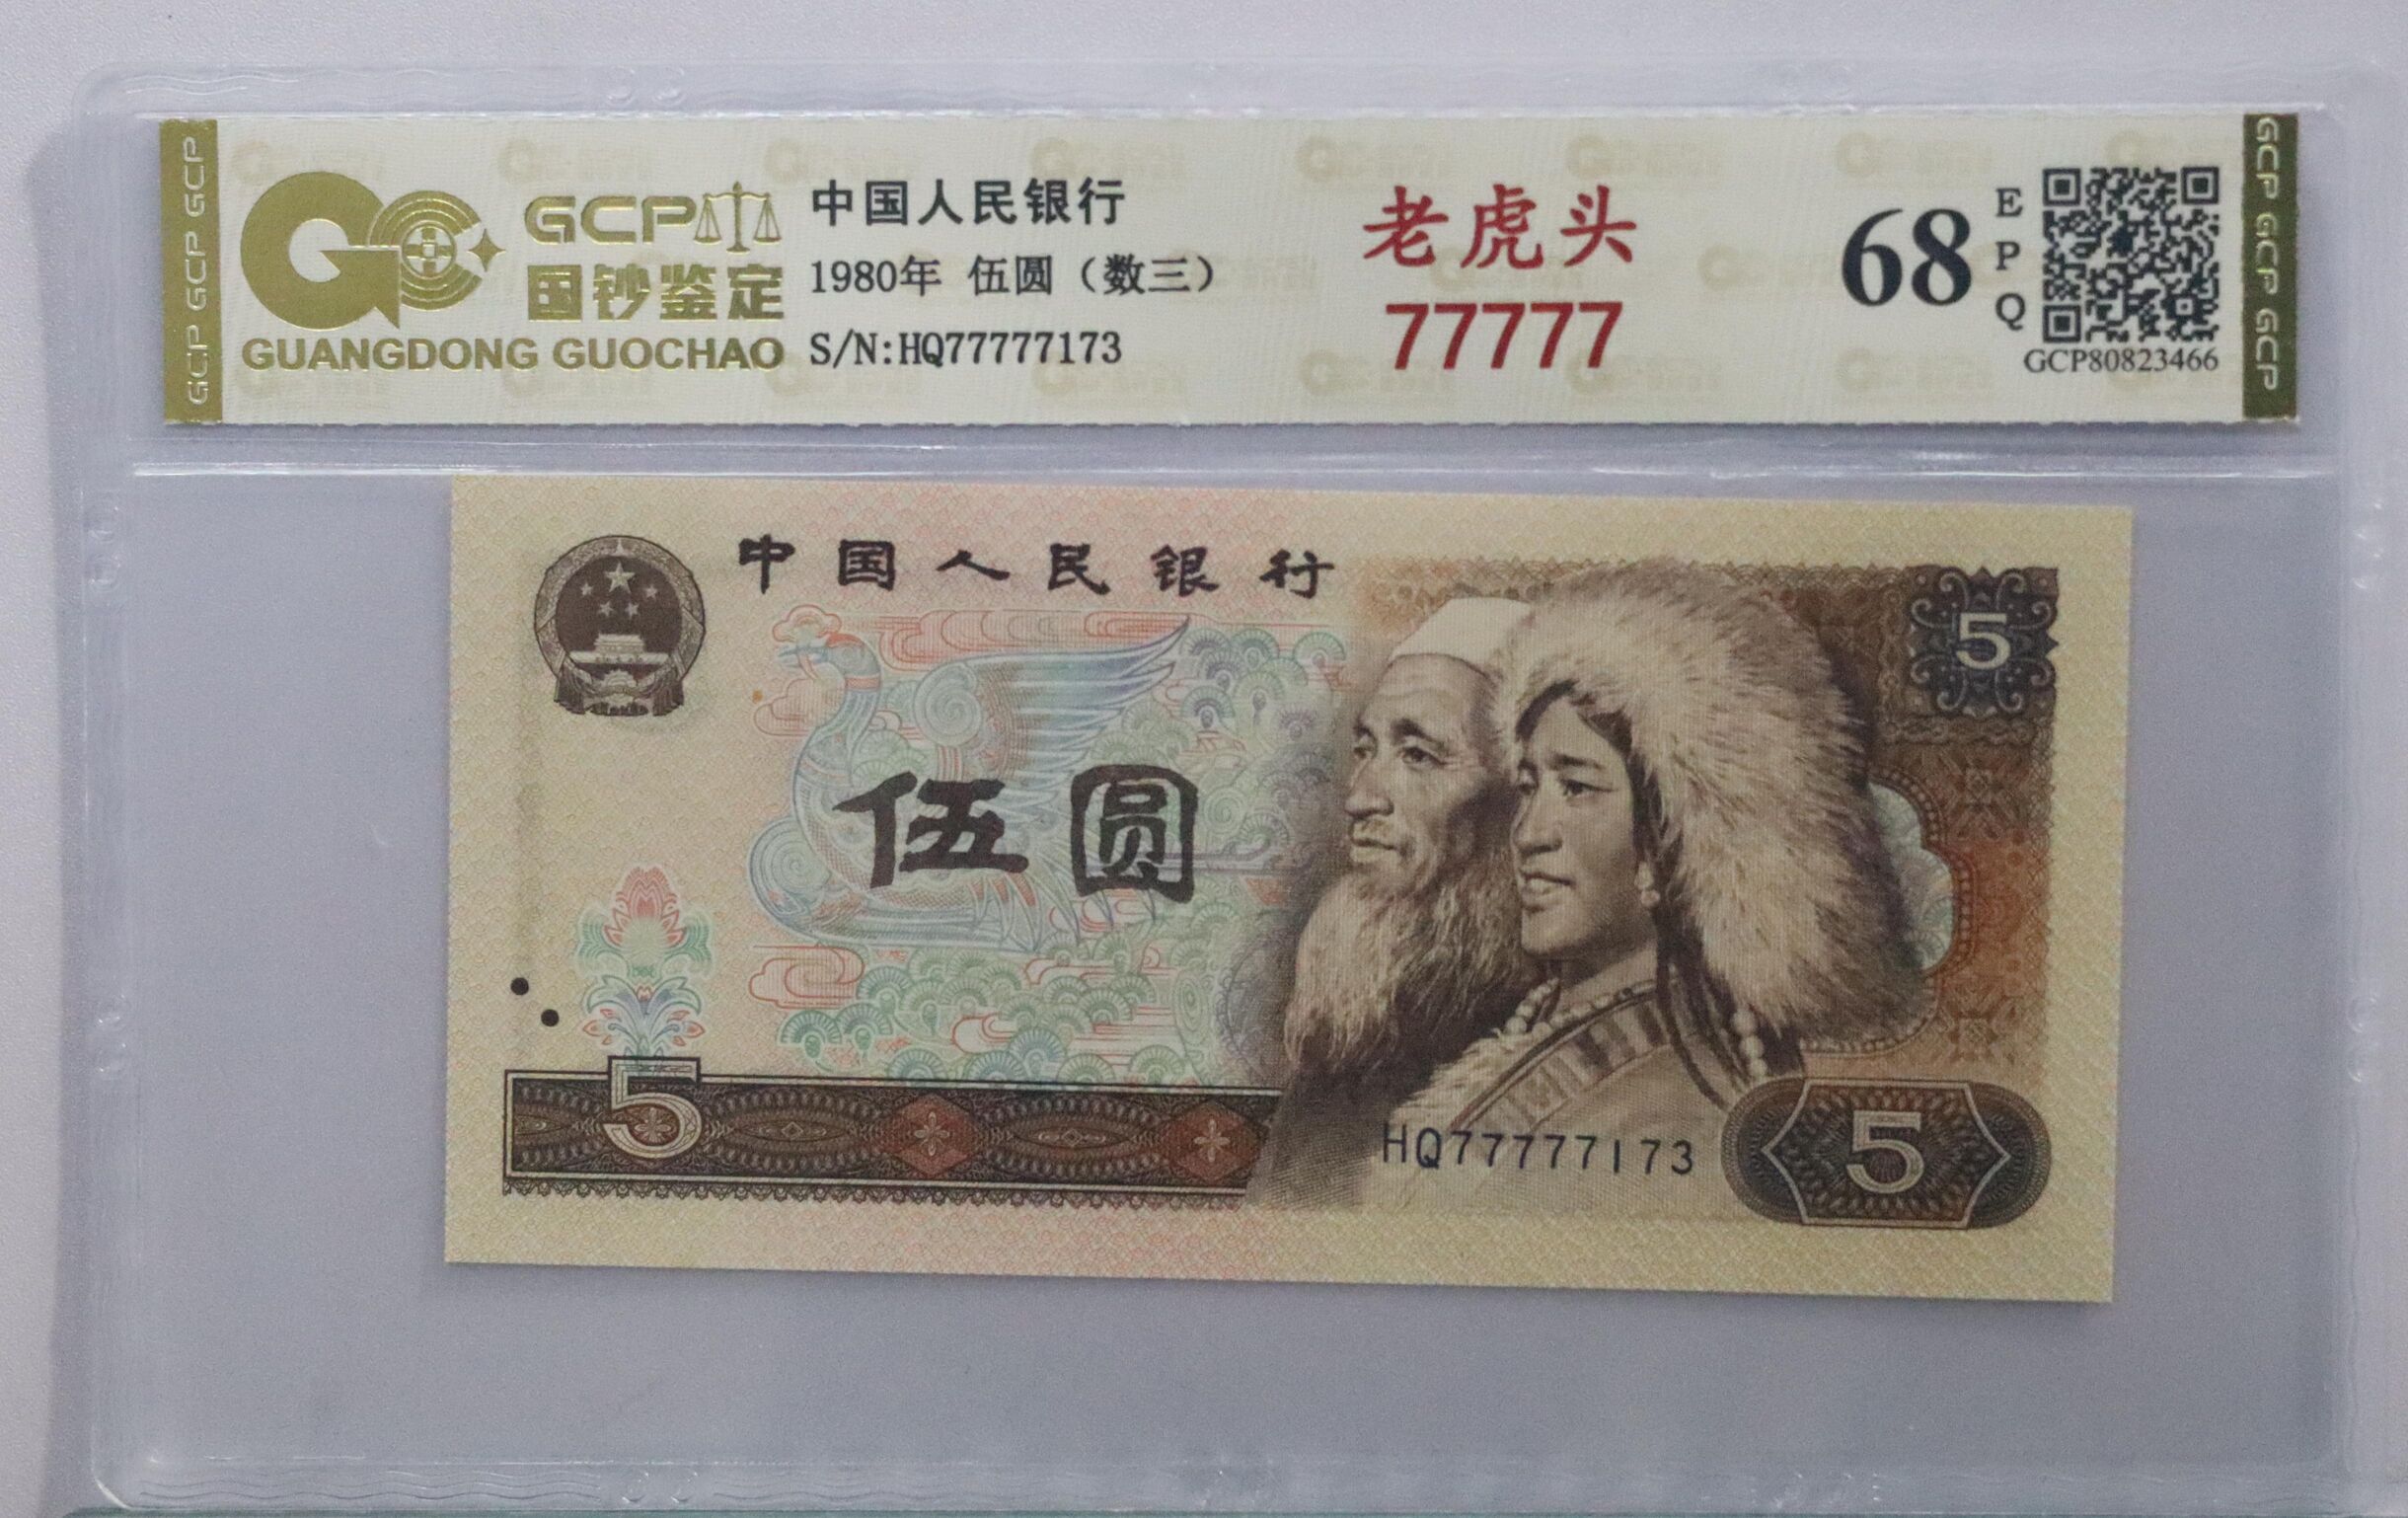 GCP GCP GCP
GCP
国钞鉴定
GUANGDONG GUOCHAO
中国人民银行
1980年 伍圆（数三）
S/N:HQ77777173
老虎头
77777
68
EPQ
GCP80823466
GCP GCP GCP
中国人民银行
5
伍圆
5
HQ77777173
5